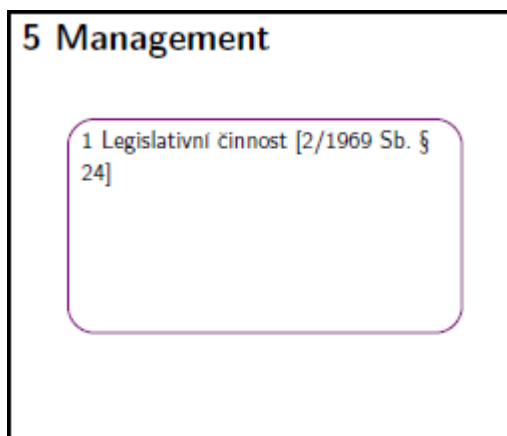 5 Management
1 Legislativní činnost [2/1969 Sb. §
24]